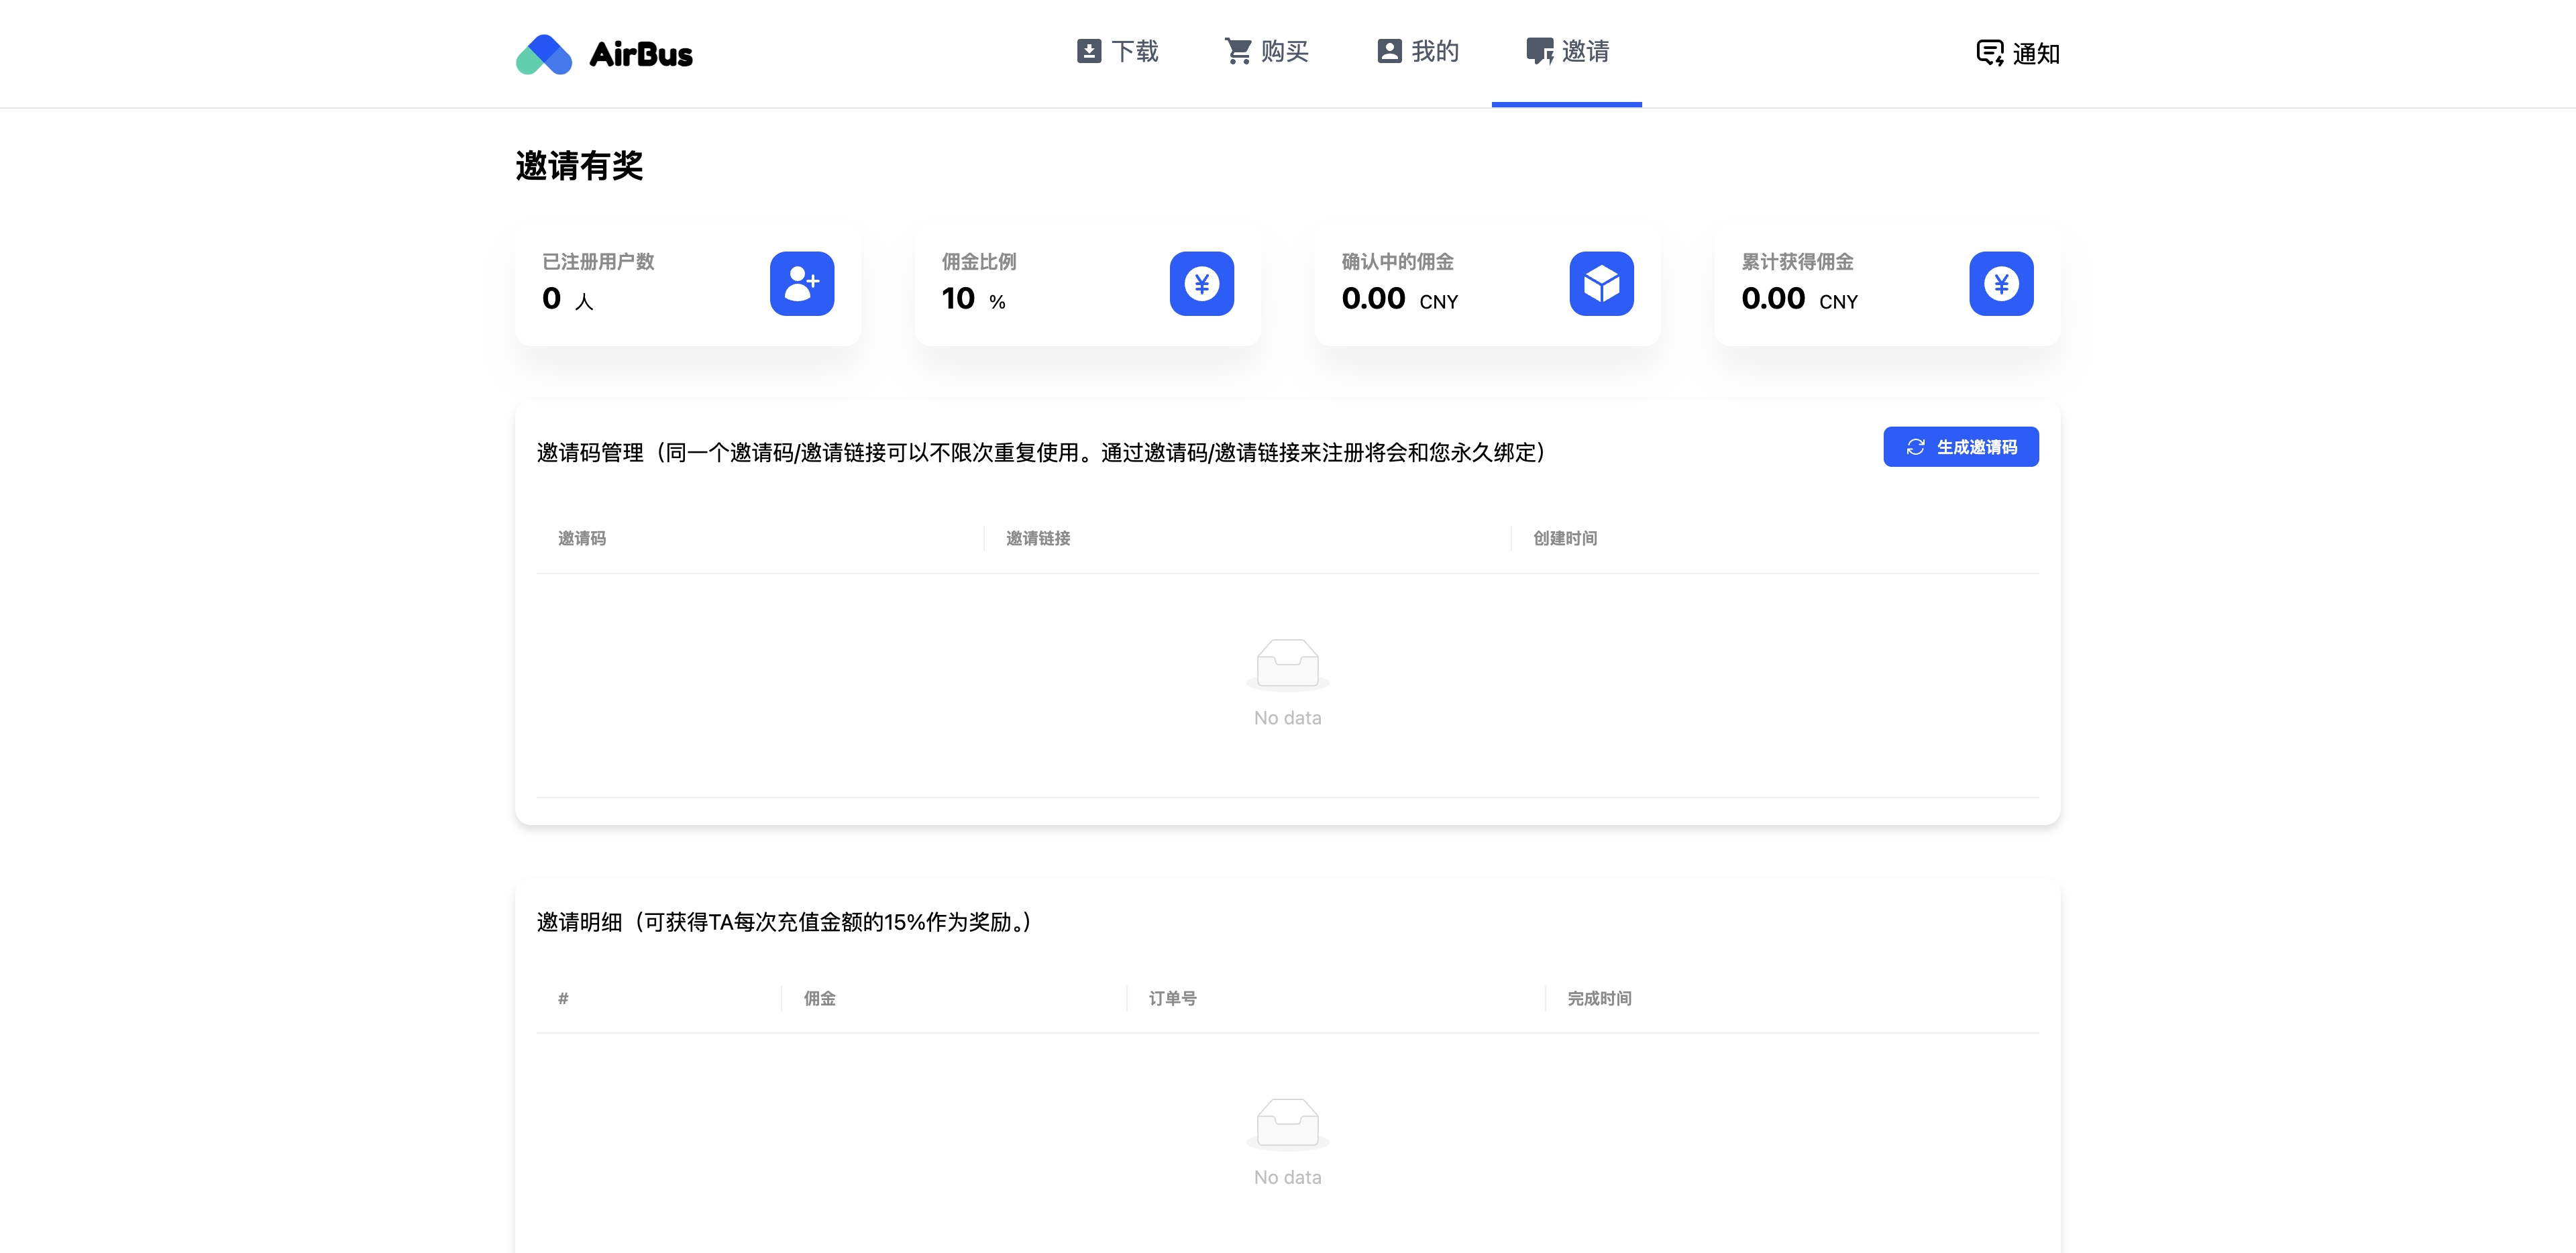 AirBus
下载 购买 我的 邀请
通知
邀请有奖
已注册用户数
0 人
佣金比例
10 %
确认中的佣金
0.00 CNY
累计获得佣金
0.00 CNY
邀请码管理（同一个邀请码/邀请链接可以不限次重复使用。通过邀请码/邀请链接来注册将会和您永久绑定）
生成邀请码
邀请码 邀请链接 创建时间
No data
邀请明细（可获得TA每次充值金额的15%作为奖励。）
# 佣金 订单号 完成时间
No data